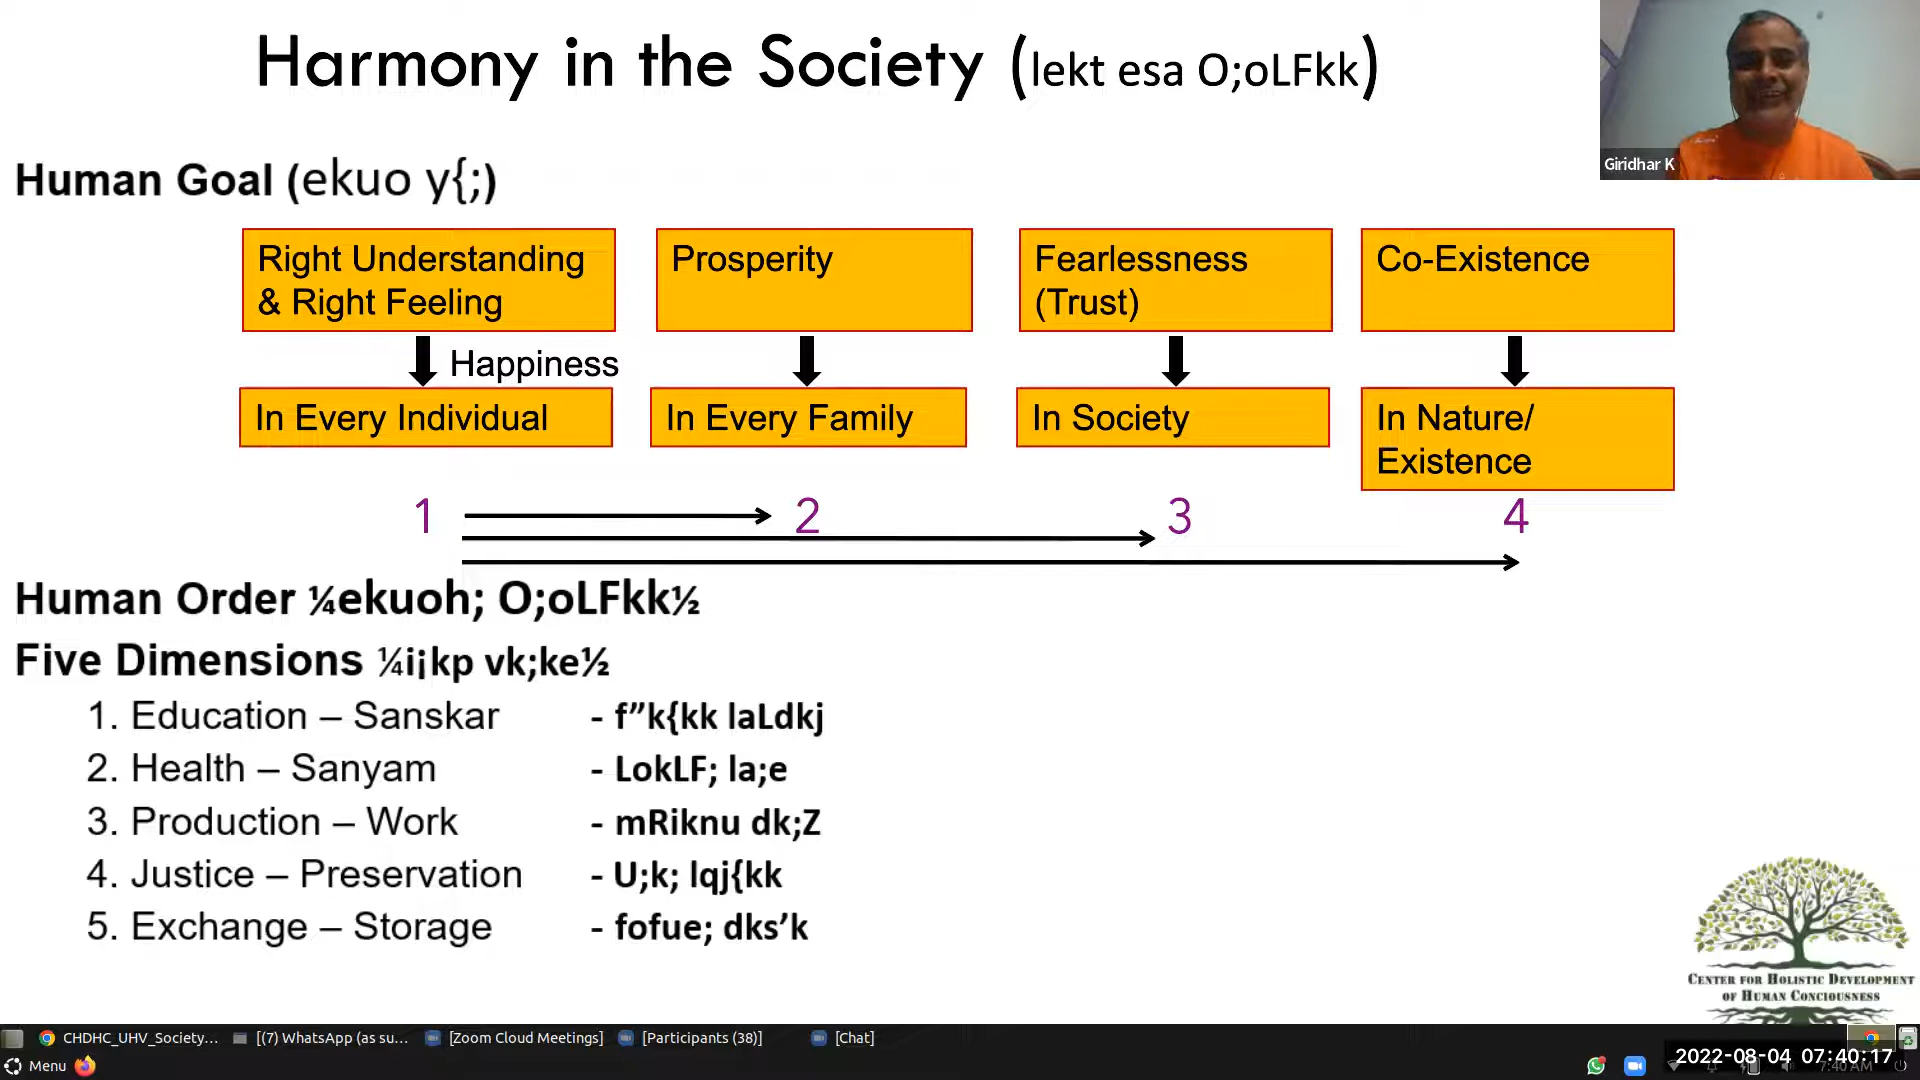 Harmony in the Society (lekt esa O;oLFkk)
Giridhar K
Human Goal (ekuo y{;)
Right Understanding
& Right Feeling
Prosperity
Fearlessness
(Trust)
Co-Existence
Happiness
In Every Individual
In Every Family
In Society
In Nature/
Existence
1 2 3 4
Human Order ¼ekuoh; O;oLFkk½
Five Dimensions ¼i¡kp vk;ke½
1. Education – Sanskar - f”k{kk laLdkj
2. Health – Sanyam - LokLF; la;e
3. Production – Work - mRiknu dk;Z
4. Justice – Preservation - U;k; lqj{kk
5. Exchange – Storage - fofue; dks’k
CENTER FOR HOLISTIC DEVELOPMENT
OF HUMAN CONCIOUSNESS
CHDHC_UHV_Society... [(7) WhatsApp (as su... [Zoom Cloud Meetings] [Participants (38)] [Chat]
Menu
2022-08-04 07:40:17
7:40 AM